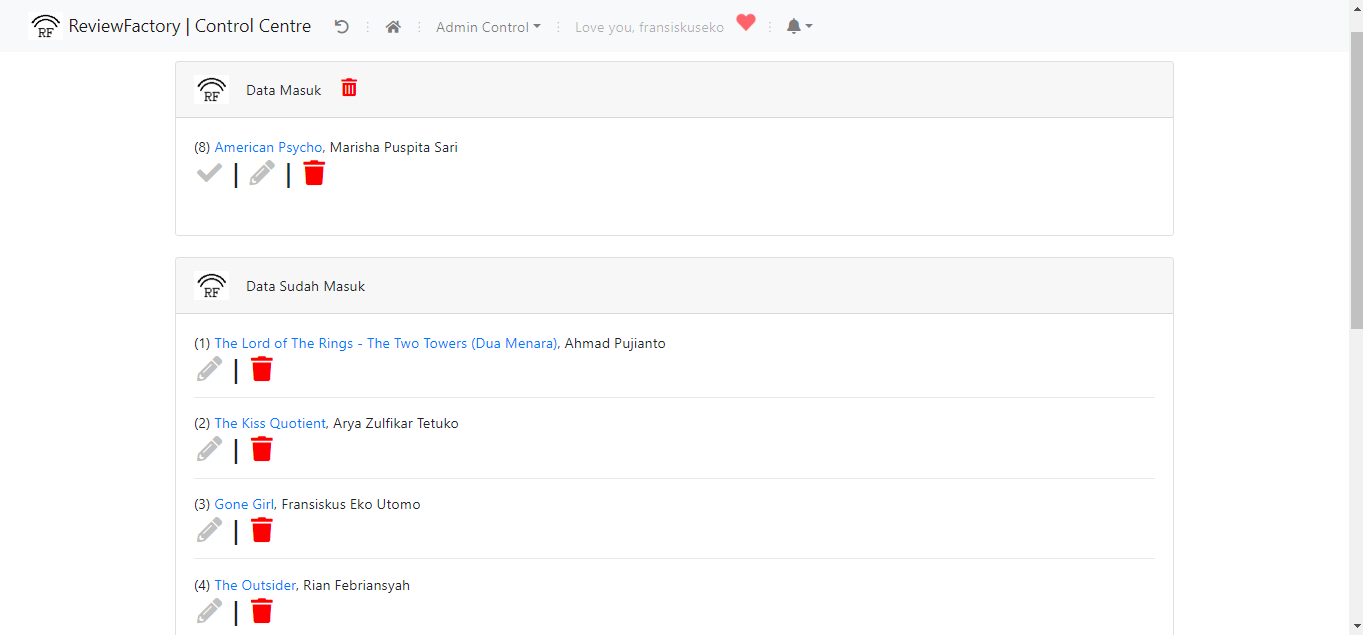 RF ReviewFactory | Control Centre Admin Control Love you, fransiskuseko
RF Data Masuk
(8) American Psycho, Marisha Puspita Sari
| |
RF Data Sudah Masuk
(1) The Lord of The Rings - The Two Towers (Dua Menara), Ahmad Pujianto
|
(2) The Kiss Quotient, Arya Zulfikar Tetuko
|
(3) Gone Girl, Fransiskus Eko Utomo
|
(4) The Outsider, Rian Febriansyah
|